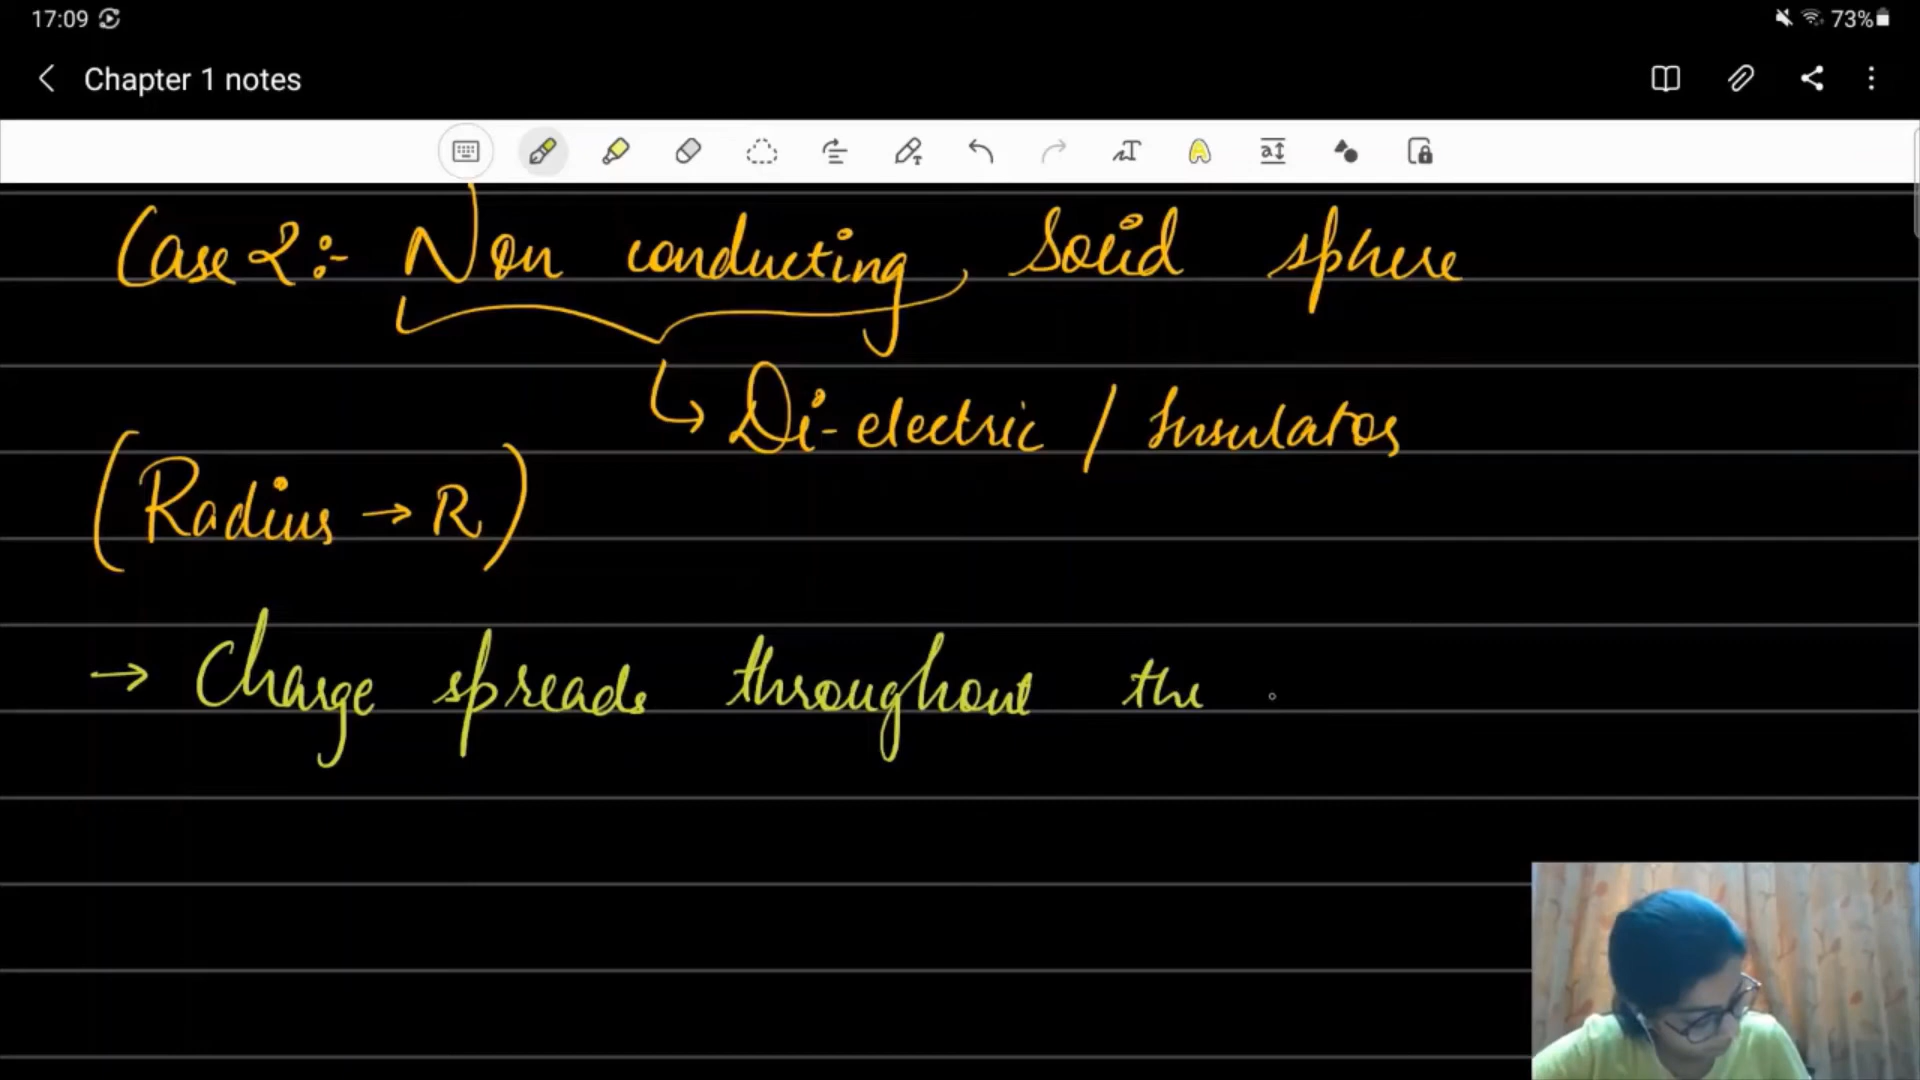 17:09 73%
Chapter 1 notes
Case 2:- Non conducting, Solid sphere
↳ Di-electric / Insulator
(Radius → R)
→ Charge spreads throughout the